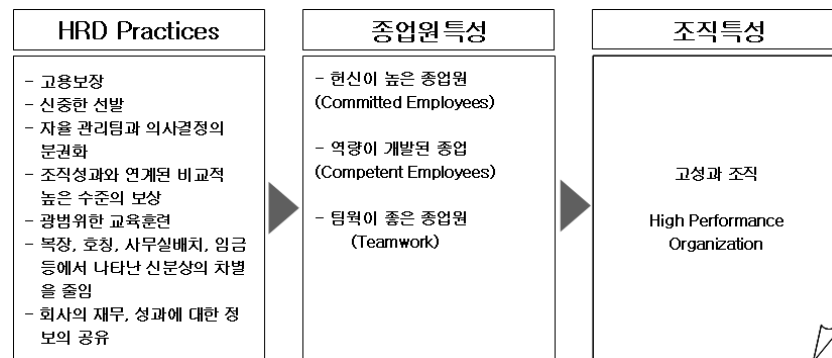 HRD Practices
- 고용보장
- 신중한 선발
- 자율 관리팀과 의사결정의
분권화
- 조직성과와 연계된 비교적
높은 수준의 보상
- 광범위한 교육훈련
- 복장, 호칭, 사무실배치, 임금
등에서 나타난 신분상의 차별
을 줄임
- 회사의 재무, 성과에 대한 정
보의 공유
종업원특성
- 헌신이 높은 종업원
(Committed Employees)
- 역량이 개발된 종업
(Competent Employees)
- 팀웍이 좋은 종업원
(Teamwork)
조직특성
고성과 조직
High Performance
Organization